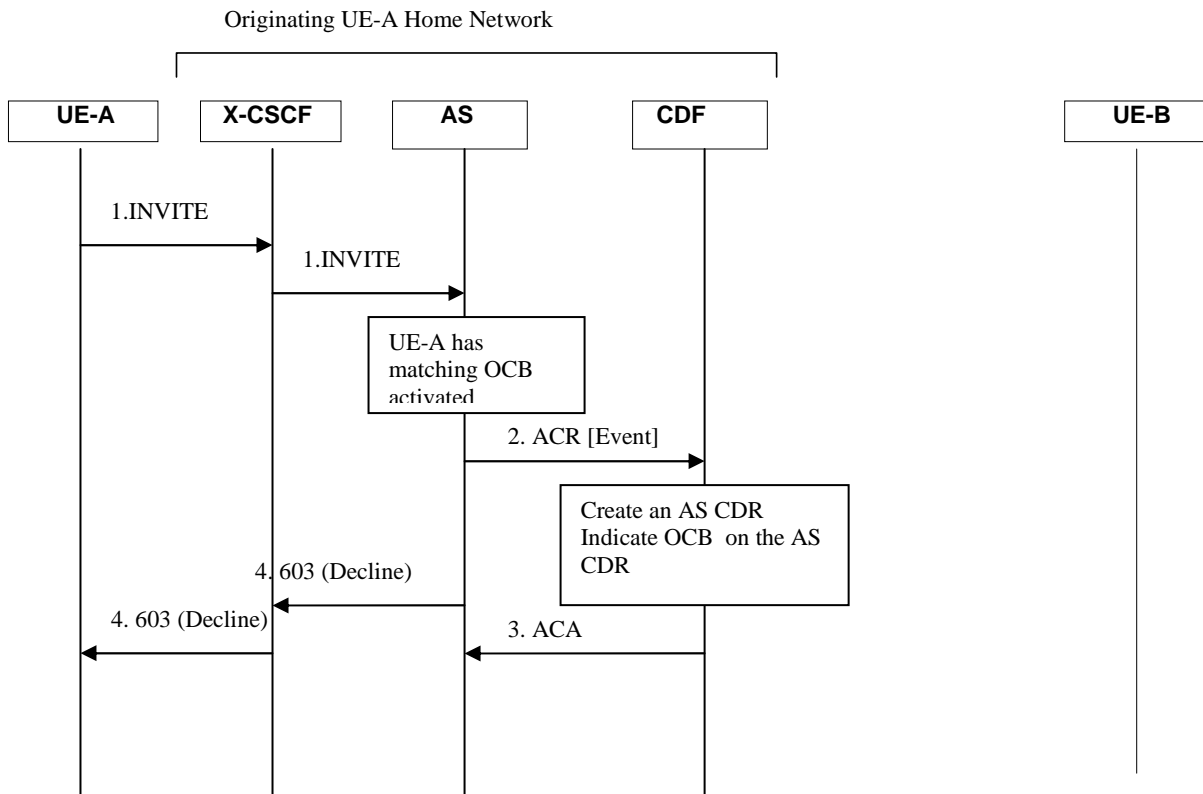 Originating UE-A Home Network
UE-A
X-CSCF
AS
CDF
UE-B
1.INVITE
1.INVITE
UE-A has
matching OCB
activated
2. ACR [Event]
Create an AS CDR
Indicate OCB on the AS
CDR
4. 603 (Decline)
4. 603 (Decline)
3. ACA